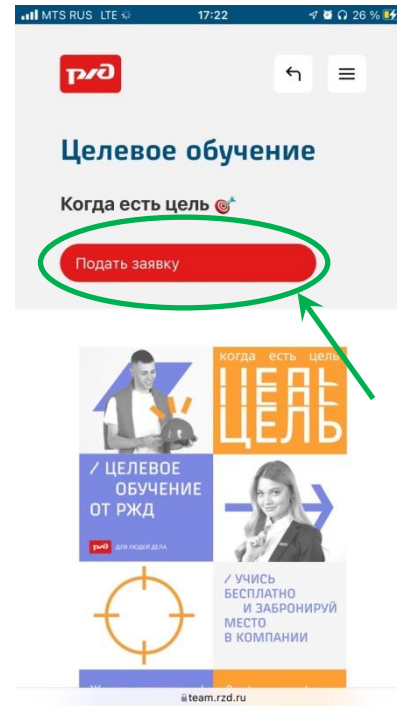 MTS RUS LTE 17:22 26 %
ржд
Целевое обучение
Когда есть цель
Подать заявку
когда есть цель
ЦЕЛЬ
ЦЕЛЬ
/ ЦЕЛЕВОЕ
ОБУЧЕНИЕ
ОТ РЖД
ржд ДЛЯ ЛЮДЕЙ ДЕЛА
/ УЧИСЬ
БЕСПЛАТНО
И ЗАБРОНИРУЙ
МЕСТО
В КОМПАНИИ
team.rzd.ru